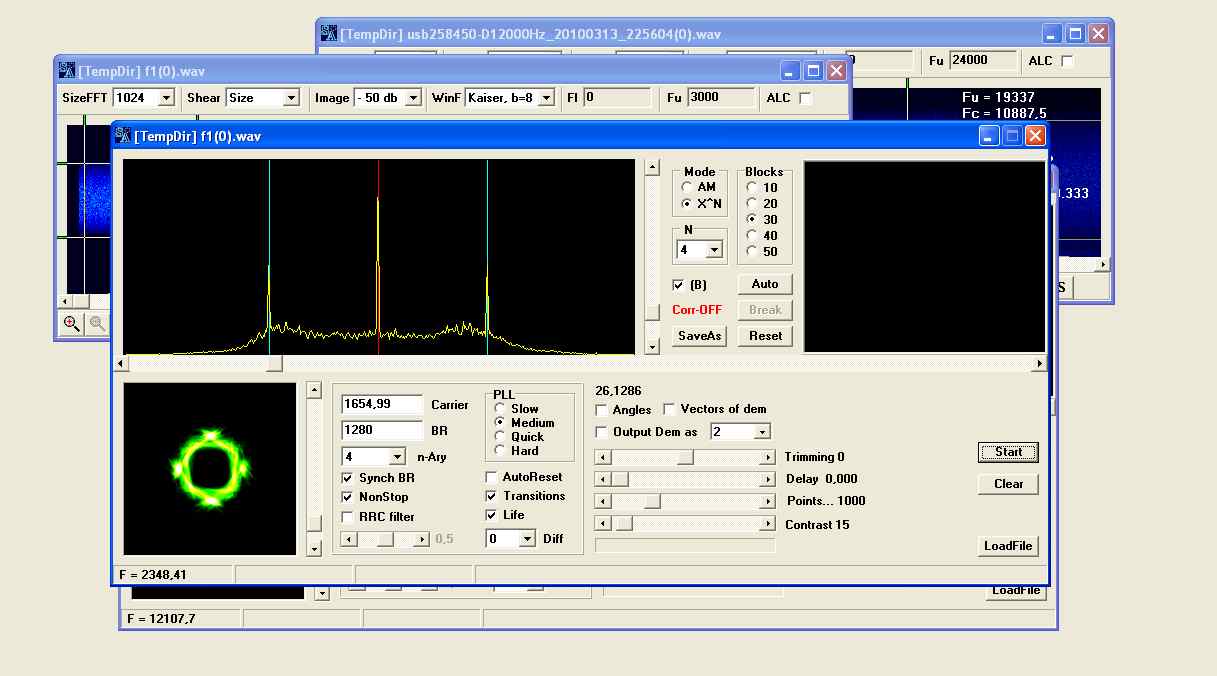 [TempDir] usb258450-D12000Hz_20100313_225604(0).wav
Fu 24000 ALC
[TempDir] f1(0).wav
SizeFFT 1024 Shear Size Image - 50 db WinF Kaiser, b=8 Fl 0 Fu 3000 ALC
Fu = 19337
Fc = 10887,5
.333
S
[TempDir] f1(0).wav
Mode
AM
X^N
N
4
(B)
Corr-OFF
SaveAs
Blocks
10
20
30
40
50
Auto
Break
Reset
1654,99 Carrier
1280 BR
4 n-Ary
Synch BR
NonStop
RRC filter
0,5
PLL
Slow
Medium
Quick
Hard
AutoReset
Transitions
Life
0 Diff
26,1286
Angles Vectors of dem
Output Dem as 2
Trimming 0
Delay 0,000
Points... 1000
Contrast 15
Start
Clear
LoadFile
F = 2348,41
LoadFile
F = 12107,7